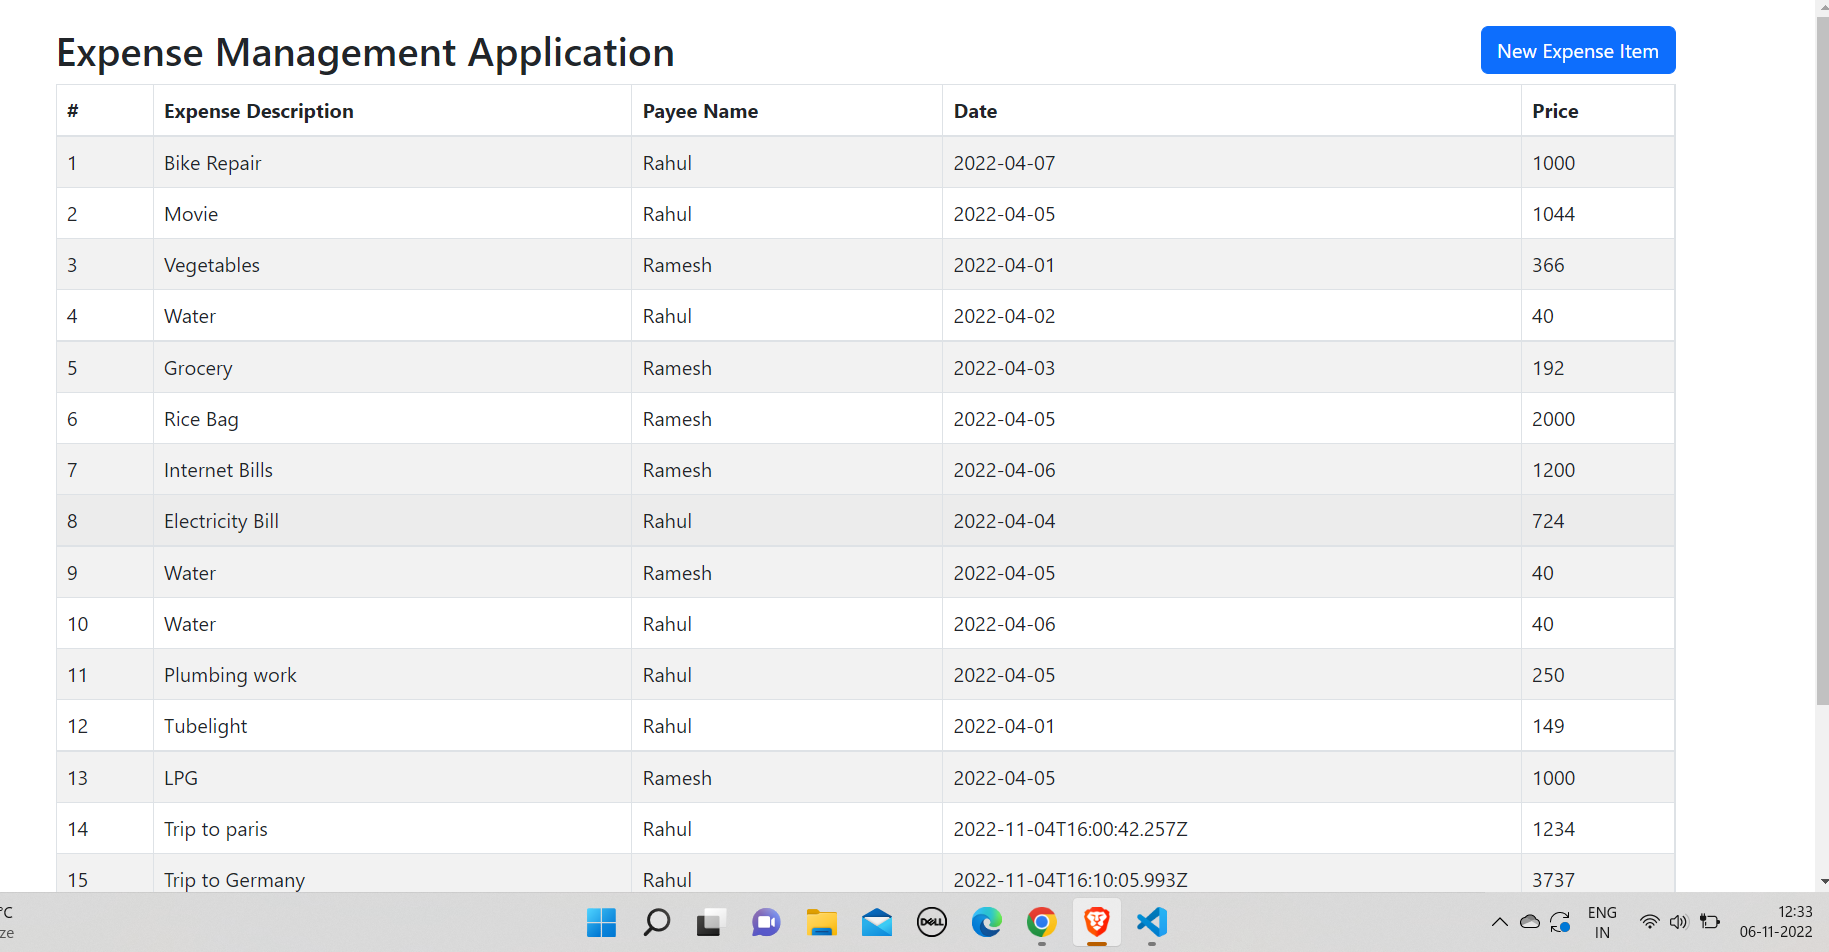 Expense Management Application
New Expense Item
# Expense Description Payee Name Date Price
1 Bike Repair Rahul 2022-04-07 1000
2 Movie Rahul 2022-04-05 1044
3 Vegetables Ramesh 2022-04-01 366
4 Water Rahul 2022-04-02 40
5 Grocery Ramesh 2022-04-03 192
6 Rice Bag Ramesh 2022-04-05 2000
7 Internet Bills Ramesh 2022-04-06 1200
8 Electricity Bill Rahul 2022-04-04 724
9 Water Ramesh 2022-04-05 40
10 Water Rahul 2022-04-06 40
11 Plumbing work Rahul 2022-04-05 250
12 Tubelight Rahul 2022-04-01 149
13 LPG Ramesh 2022-04-05 1000
14 Trip to paris Rahul 2022-11-04T16:00:42.257Z 1234
15 Trip to Germany Rahul 2022-11-04T16:10:05.993Z 3737
°C
ze
DELL
ENG
IN
12:33
06-11-2022